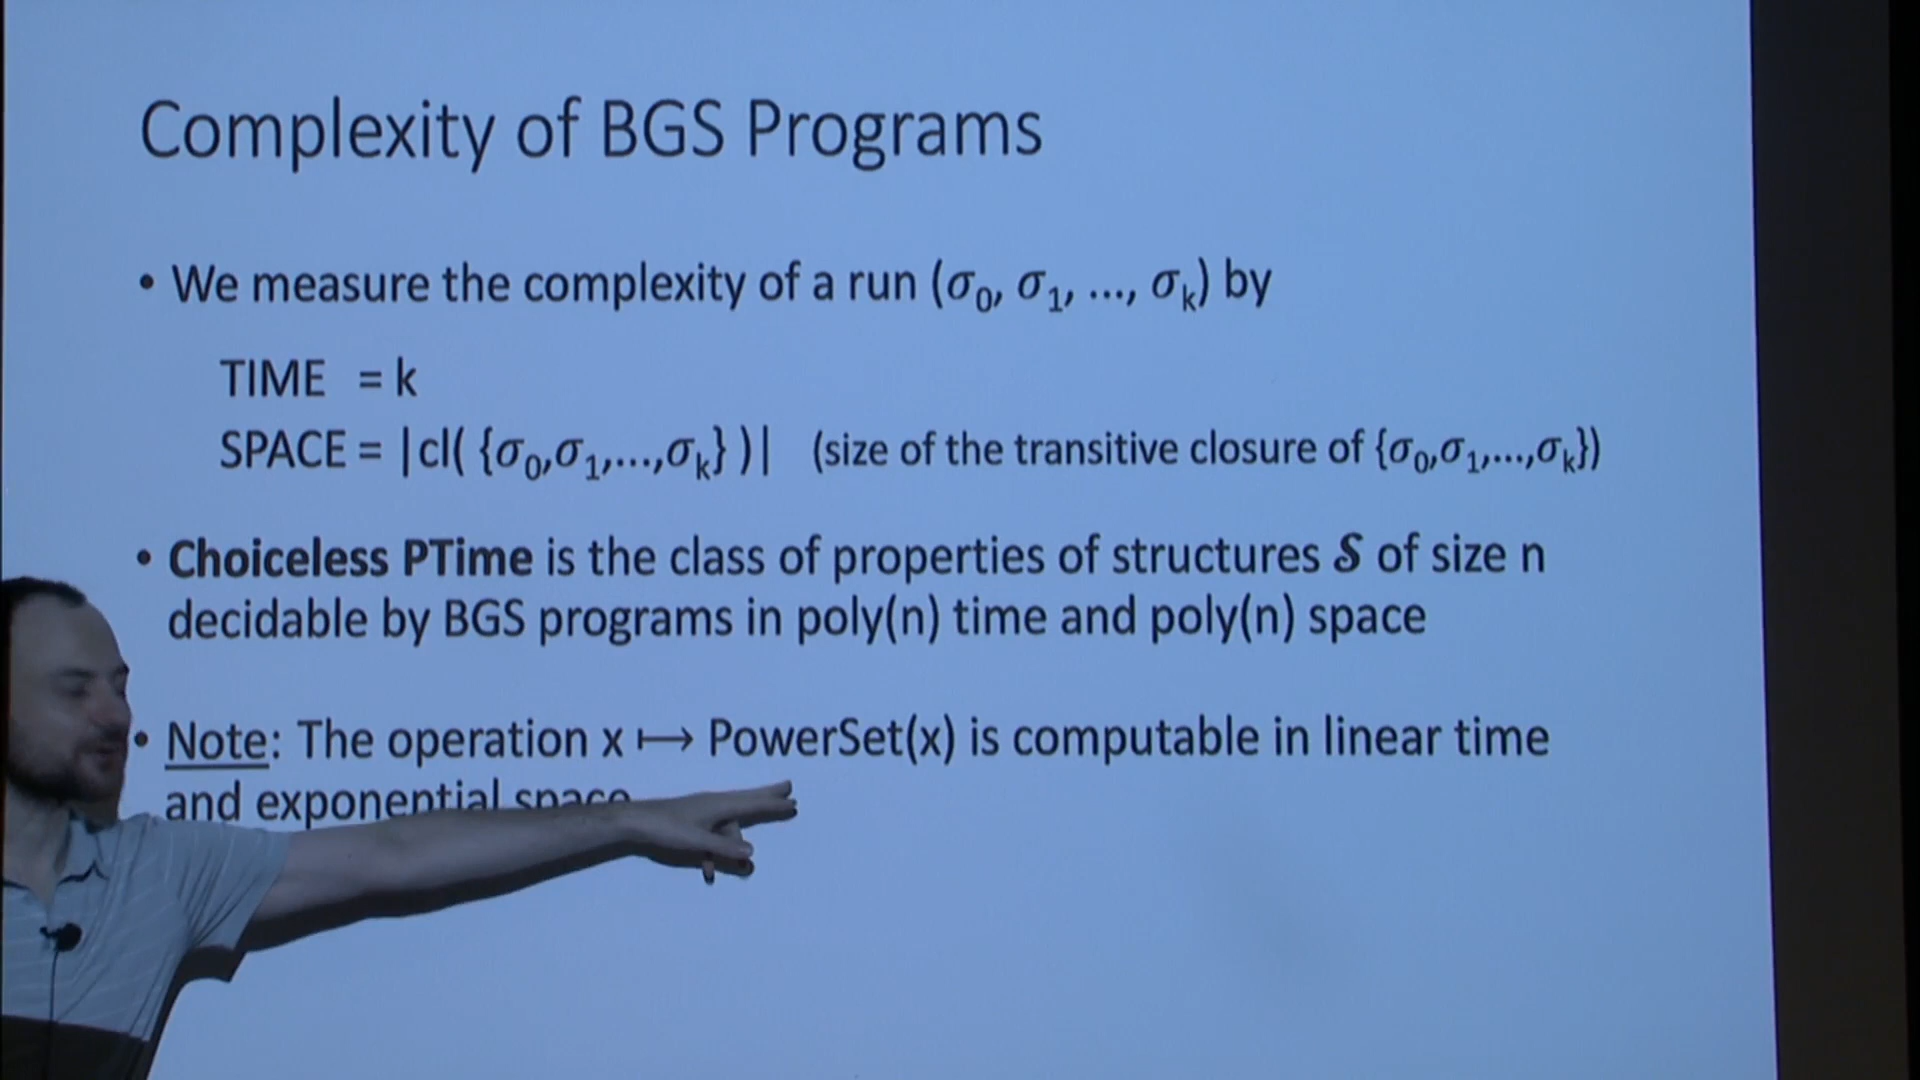 Complexity of BGS Programs
• We measure the complexity of a run (σ₀, σ₁, ..., σₖ) by
TIME = k
SPACE = |cl( {σ₀,σ₁,...,σₖ} )| (size of the transitive closure of {σ₀,σ₁,...,σₖ})
• Choiceless PTime is the class of properties of structures 𝓢 of size n
decidable by BGS programs in poly(n) time and poly(n) space
• Note: The operation x ↦ PowerSet(x) is computable in linear time
and exponential space